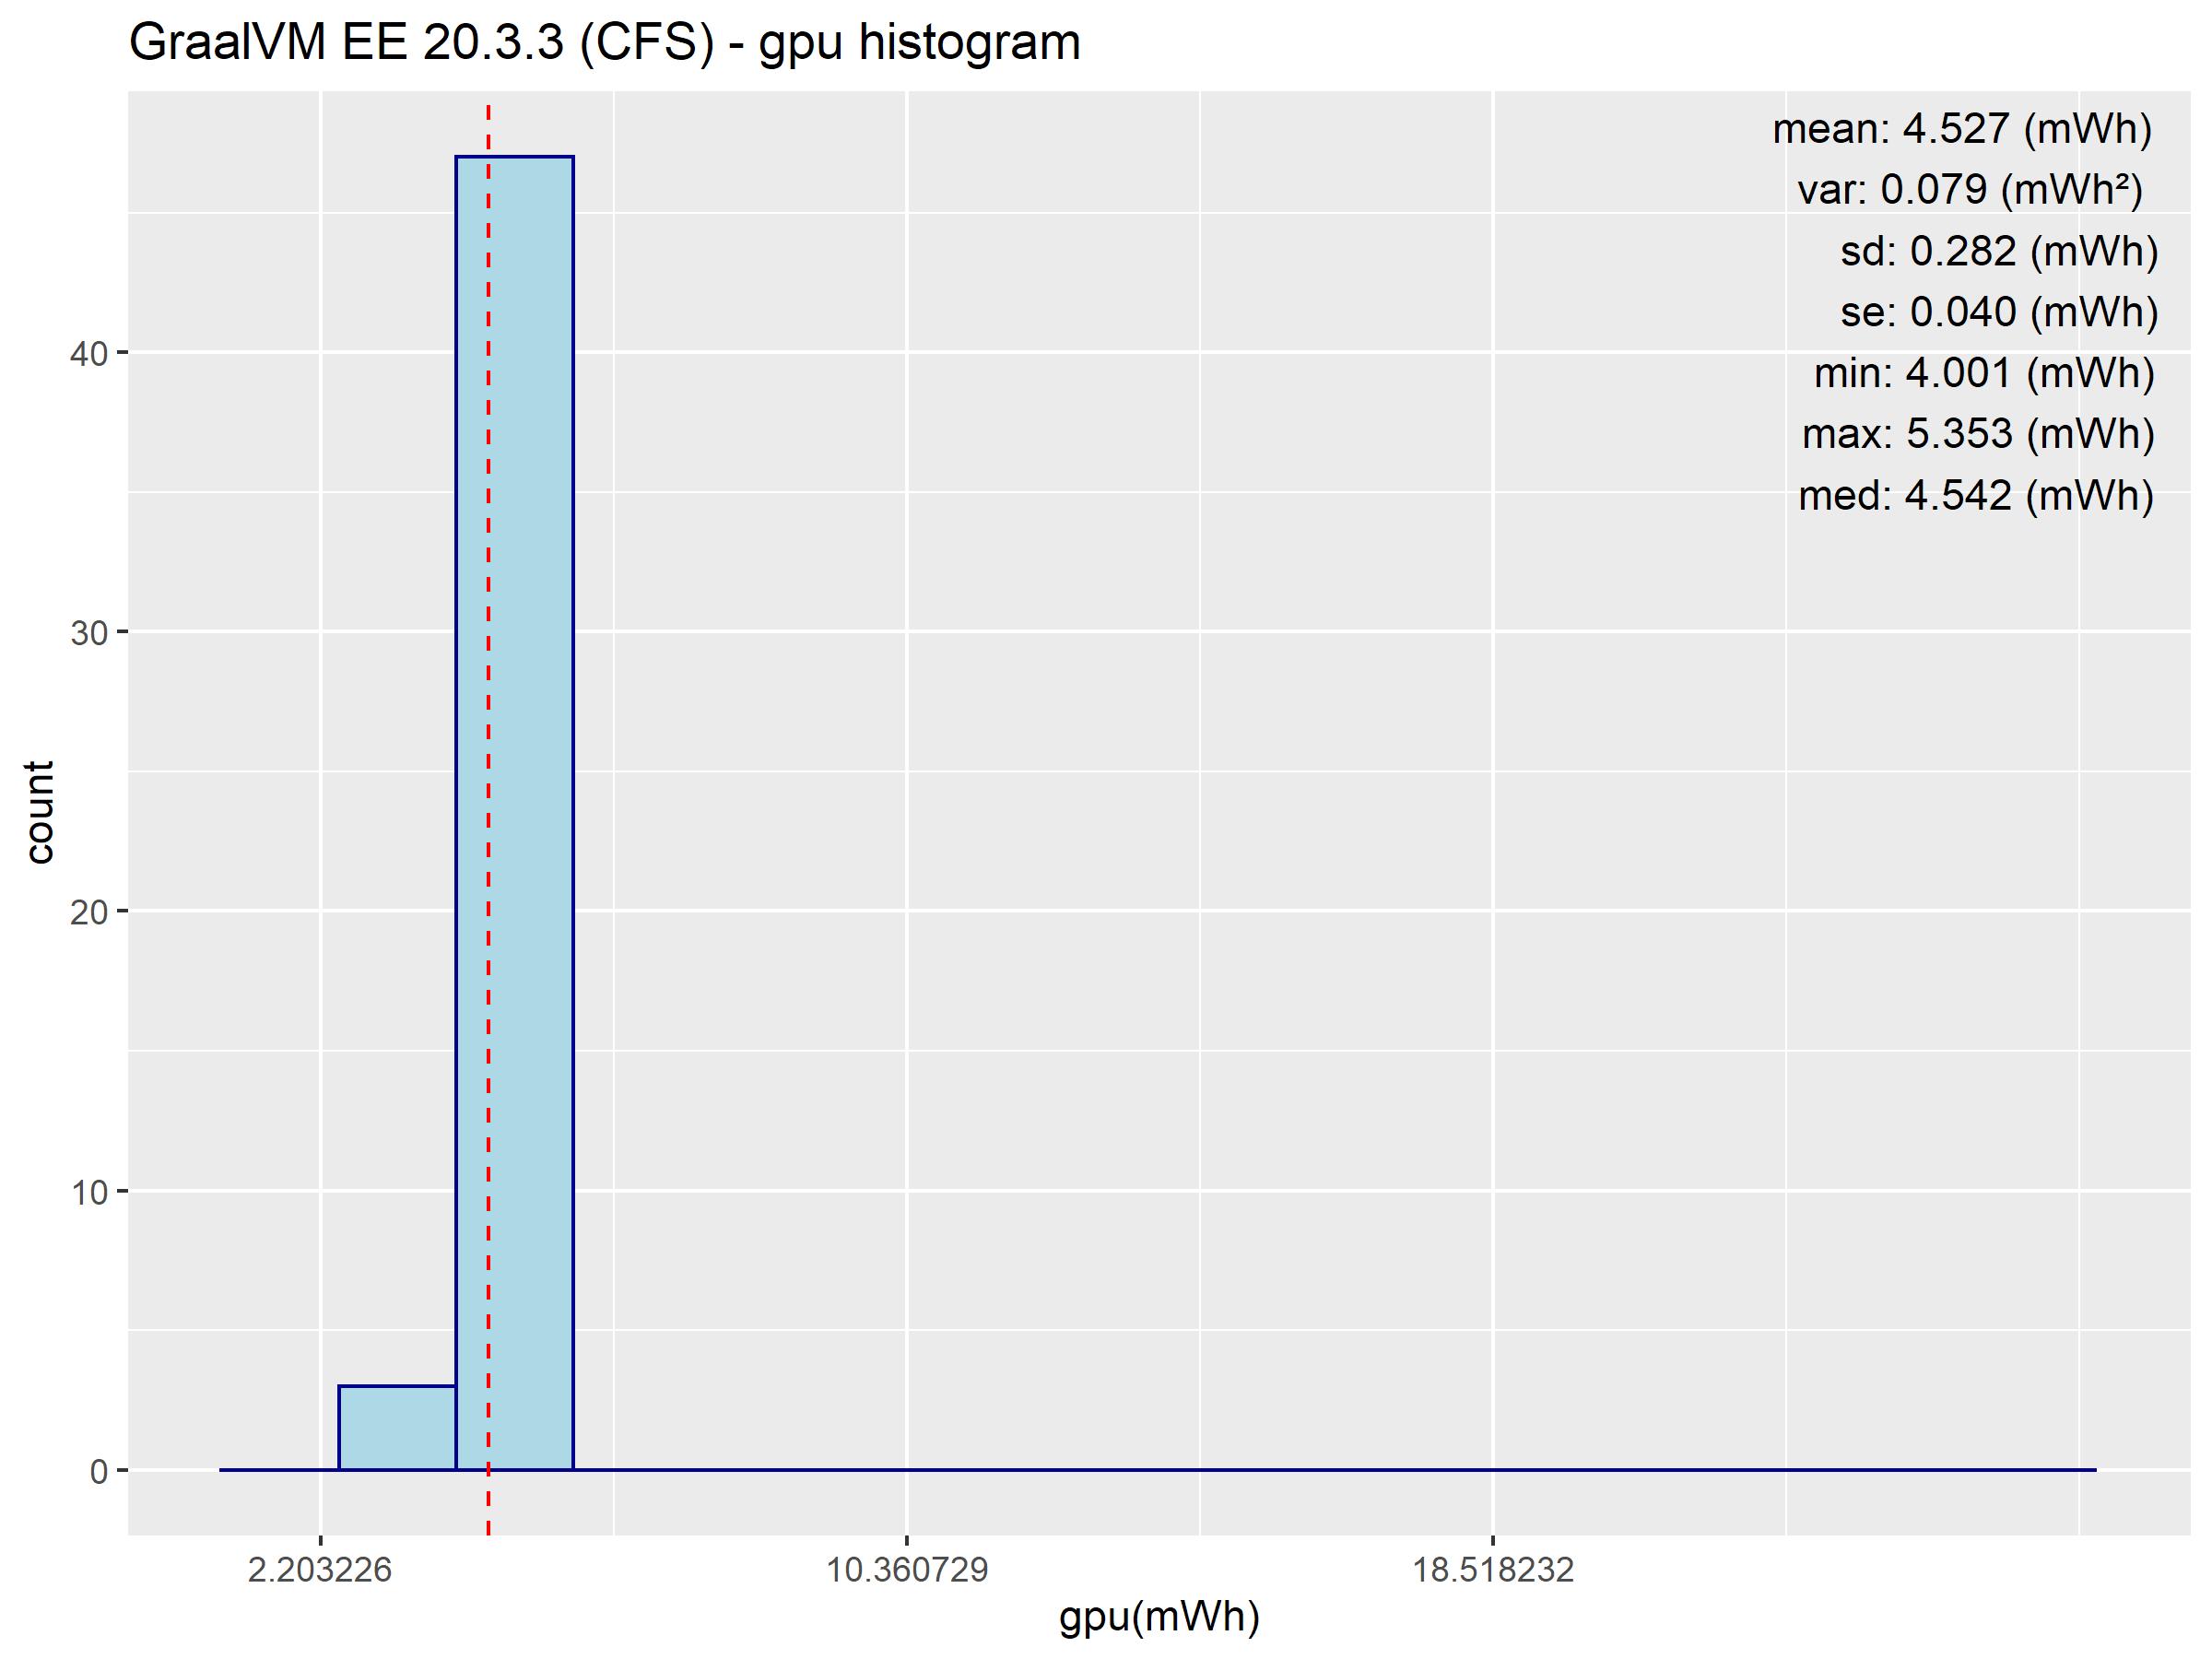 GraalVM EE 20.3.3 (CFS) - gpu histogram
mean: 4.527 (mWh)
var: 0.079 (mWh²)
sd: 0.282 (mWh)
se: 0.040 (mWh)
min: 4.001 (mWh)
max: 5.353 (mWh)
med: 4.542 (mWh)
40
30
20
10
0
count
2.203226
10.360729
18.518232
gpu(mWh)